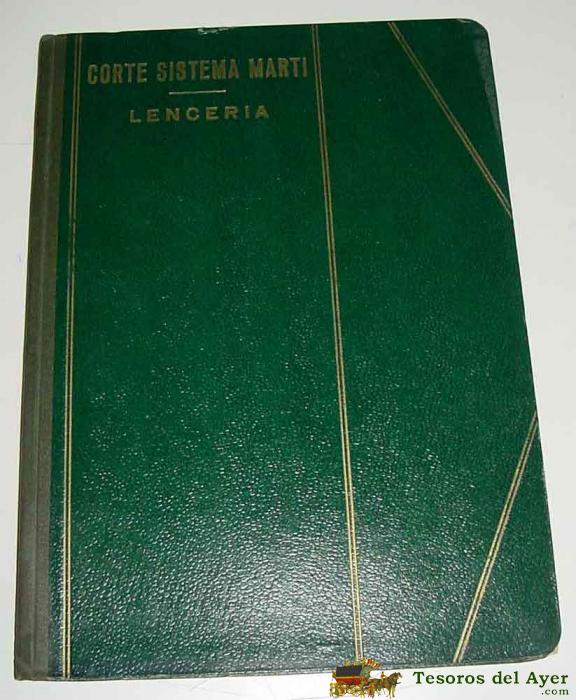 CORTE SISTEMA MARTI
LENCERIA
Tesoros del Ayer
.com